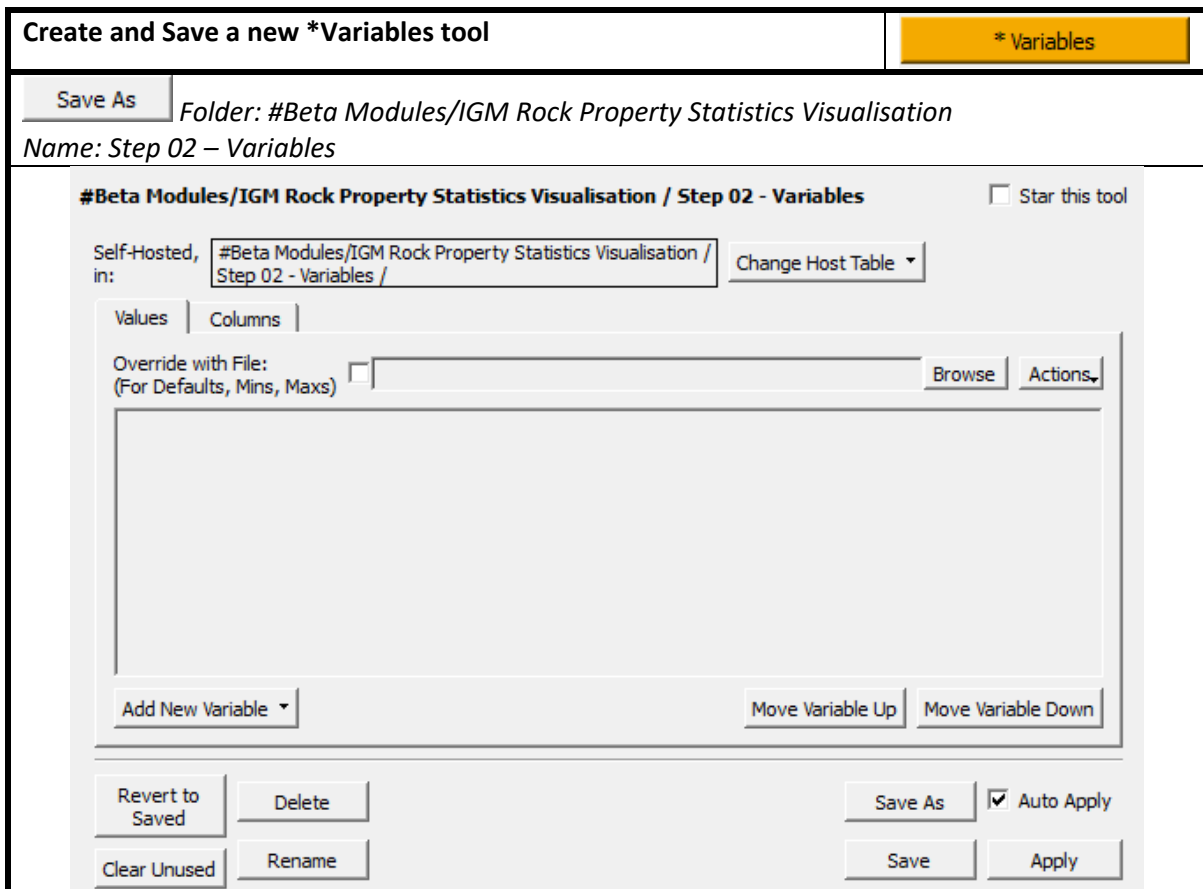 Create and Save a new *Variables tool
* Variables
Save As Folder: #Beta Modules/IGM Rock Property Statistics Visualisation
Name: Step 02 – Variables
#Beta Modules/IGM Rock Property Statistics Visualisation / Step 02 - Variables
Star this tool
Self-Hosted,
in:
#Beta Modules/IGM Rock Property Statistics Visualisation /
Step 02 - Variables /
Change Host Table
Values
Columns
Override with File:
(For Defaults, Mins, Maxs)
Browse
Actions
Add New Variable
Move Variable Up
Move Variable Down
Revert to
Saved
Delete
Save As
Auto Apply
Clear Unused
Rename
Save
Apply